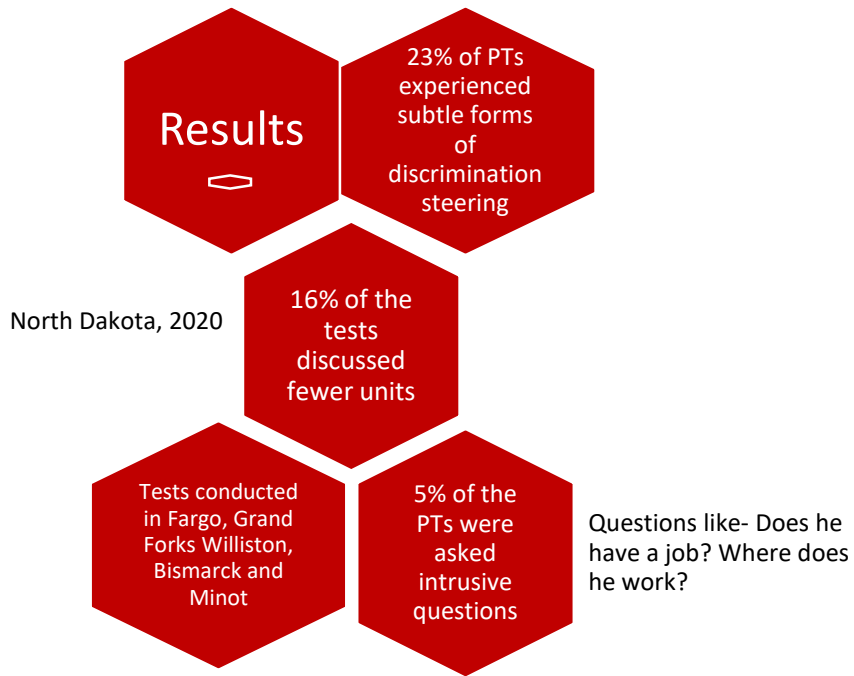 Results
23% of PTs
experienced
subtle forms
of
discrimination
steering
North Dakota, 2020
16% of the
tests
discussed
fewer units
Tests conducted
in Fargo, Grand
Forks Williston,
Bismarck and
Minot
5% of the
PTs were
asked
intrusive
questions
Questions like- Does he
have a job? Where does
he work?